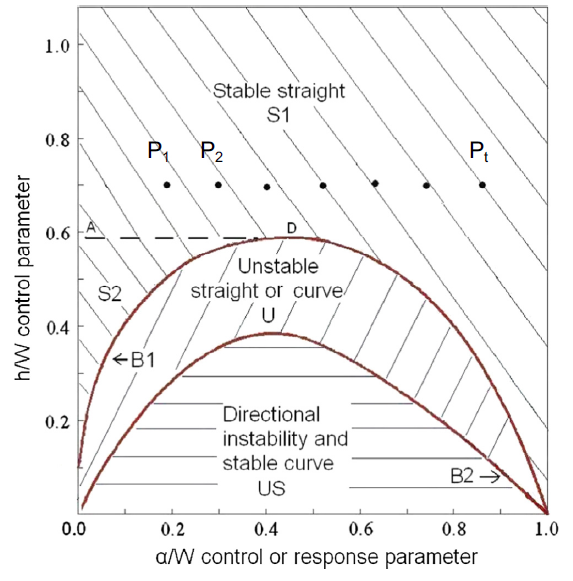 1.0
Stable straight
S1
0.8
P1 P2 Pt
0.6
A D
Unstable
straight or curve
U
S2
0.4
←B1
Directional
instability and
stable curve
US
0.2
B2→
0.0 0.2 0.4 0.6 0.8 1.0
α/W control or response parameter
h/W control parameter